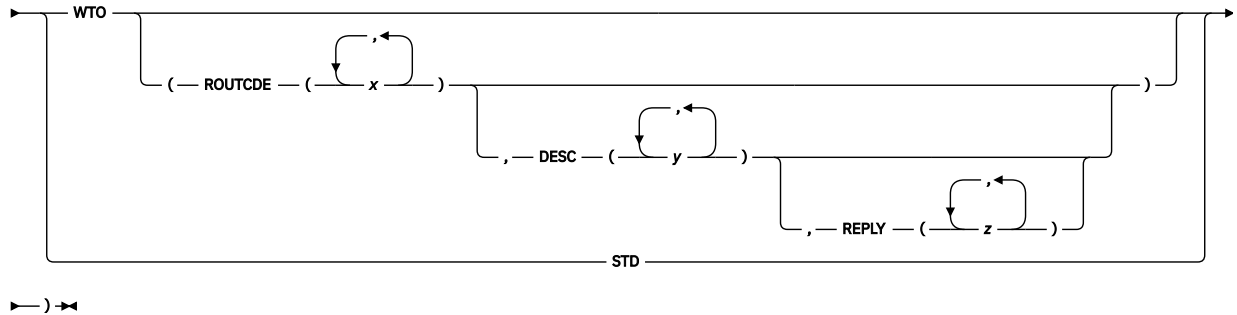 WTO
,
( ROUTCDE ( x ) )
,
, DESC ( y )
,
, REPLY ( z )
STD
)